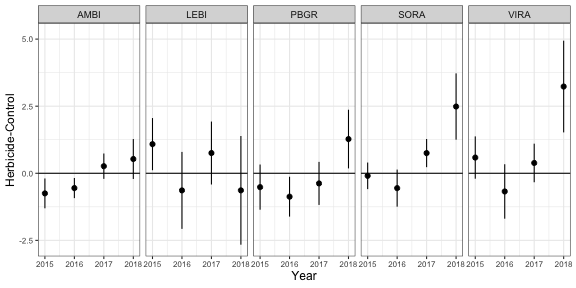 AMBI LEBI PBGR SORA VIRA
Herbicide-Control
5.0
2.5
0.0
-2.5
2015 2016 2017 2018 2015 2016 2017 2018 2015 2016 2017 2018 2015 2016 2017 2018 2015 2016 2017 2018
Year